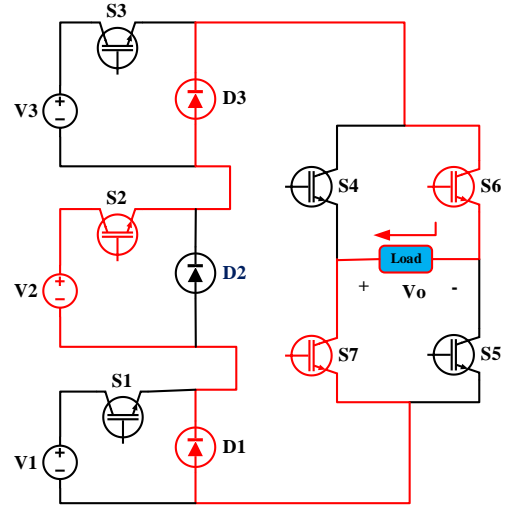 S3
V3
+
−
D3
S2
S4
S6
V2
+
−
D2
Load
+ Vo -
S1
S7
S5
V1
+
−
D1